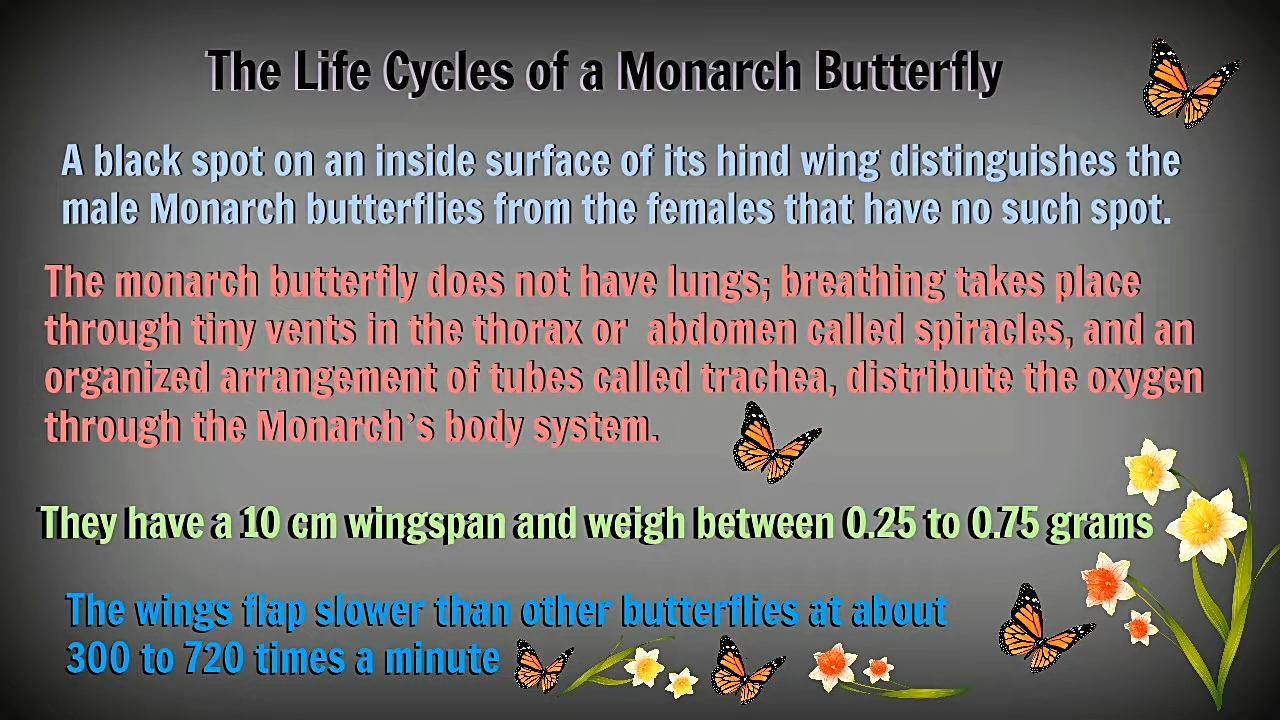 The Life Cycles of a Monarch Butterfly
A black spot on an inside surface of its hind wing distinguishes the
male Monarch butterflies from the females that have no such spot.
The monarch butterfly does not have lungs; breathing takes place
through tiny vents in the thorax or abdomen called spiracles, and an
organized arrangement of tubes called trachea, distribute the oxygen
through the Monarch’s body system.
They have a 10 cm wingspan and weigh between 0.25 to 0.75 grams
The wings flap slower than other butterflies at about
300 to 720 times a minute